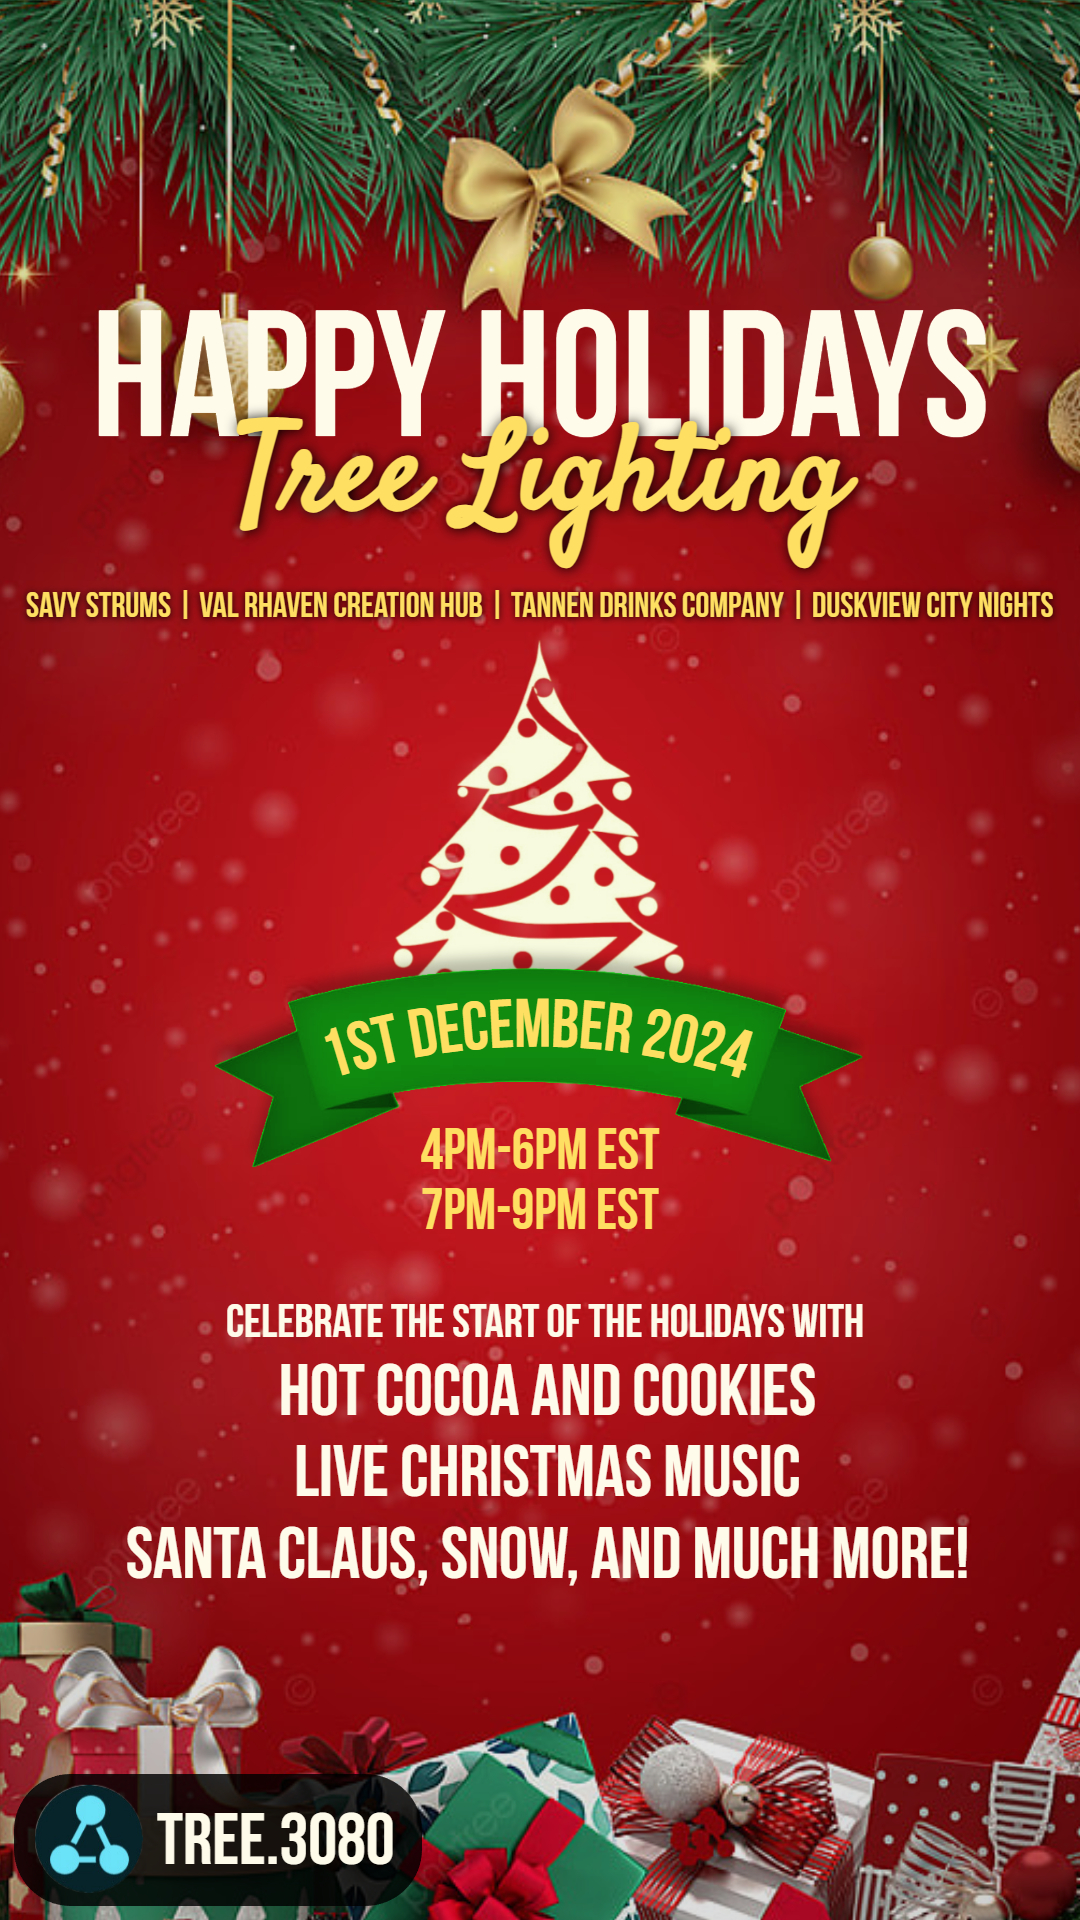 HAPPY HOLIDAYS
Tree Lighting
SAVY STRUMS | VAL RHAVEN CREATION HUB | TANNEN DRINKS COMPANY | DUSKVIEW CITY NIGHTS
1ST DECEMBER 2024
4PM-6PM EST
7PM-9PM EST
CELEBRATE THE START OF THE HOLIDAYS WITH
HOT COCOA AND COOKIES
LIVE CHRISTMAS MUSIC
SANTA CLAUS, SNOW, AND MUCH MORE!
TREE.3080
pngtree